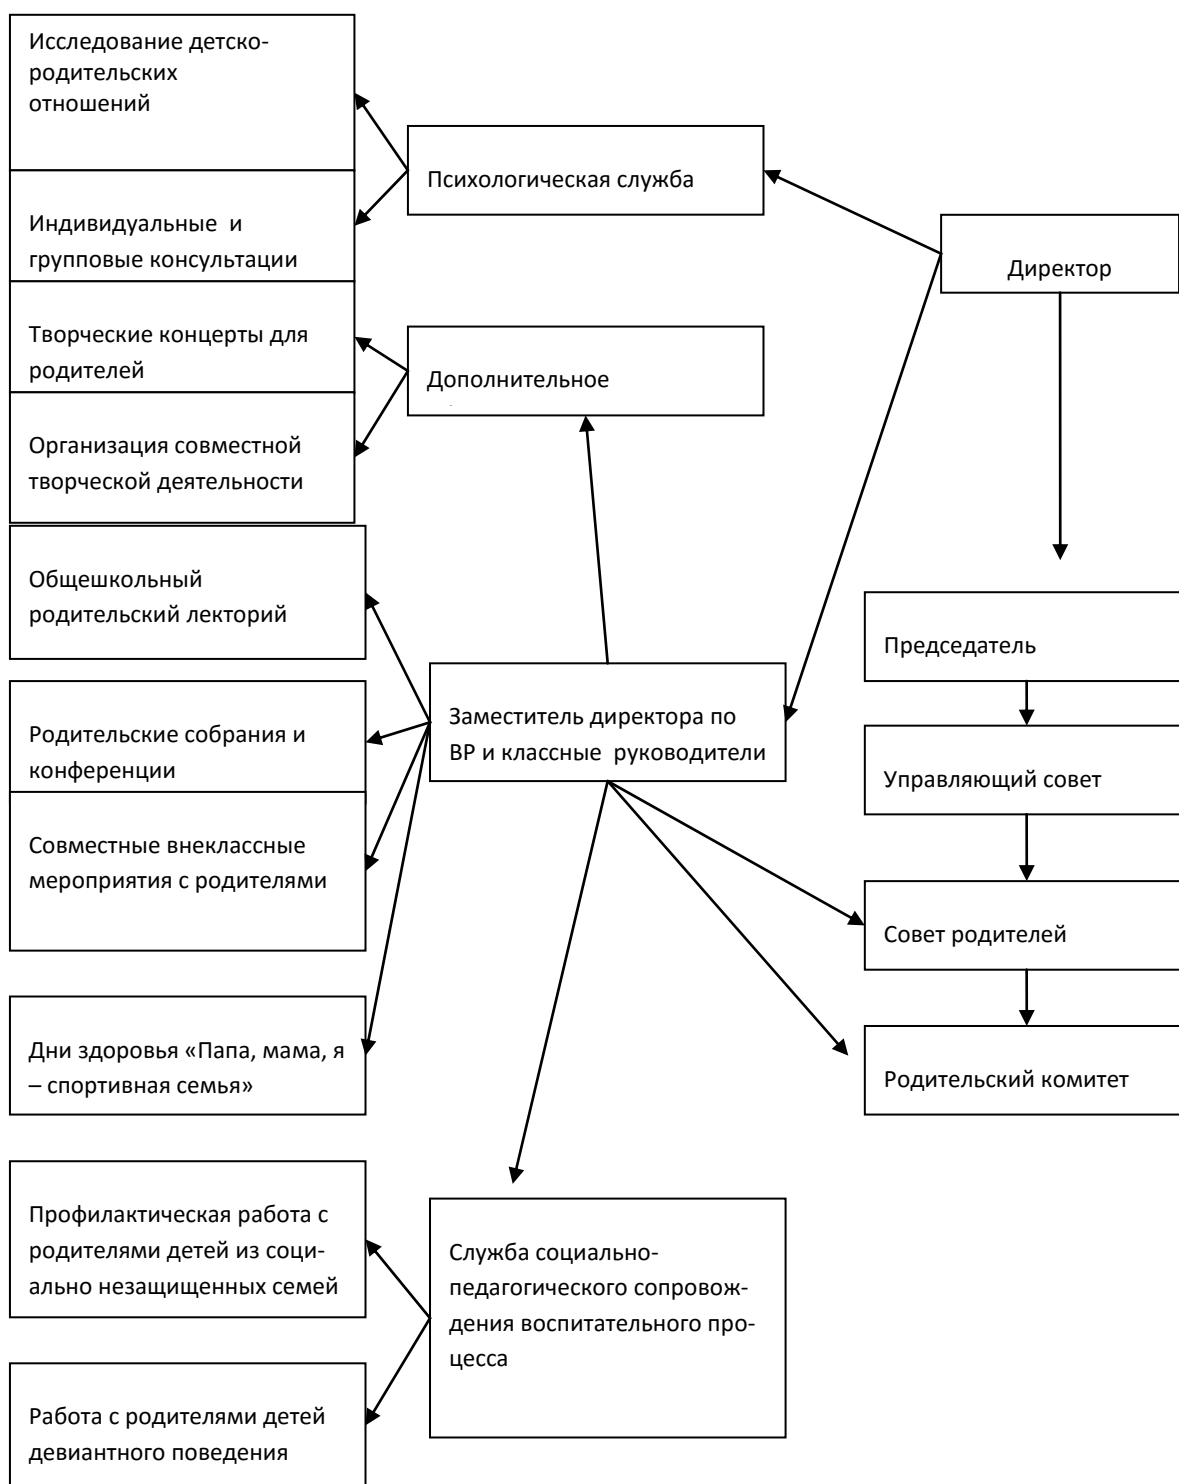 Исследование детско-
родительских
отношений
Психологическая служба
Индивидуальные  и
групповые консультации
Директор
Творческие концерты для
родителей
Дополнительное
Организация совместной
творческой деятельности
Общешкольный
родительский лекторий
Председатель
Родительские собрания и
конференции
Заместитель директора по
ВР и классные  руководители
Управляющий совет
Совместные внеклассные
мероприятия с родителями
Совет родителей
Дни здоровья «Папа, мама, я
– спортивная семья»
Родительский комитет
Профилактическая работа с
родителями детей из соци-
ально незащищенных семей
Служба социально-
педагогического сопровож-
дения воспитательного про-
цесса
Работа с родителями детей
девиантного поведения